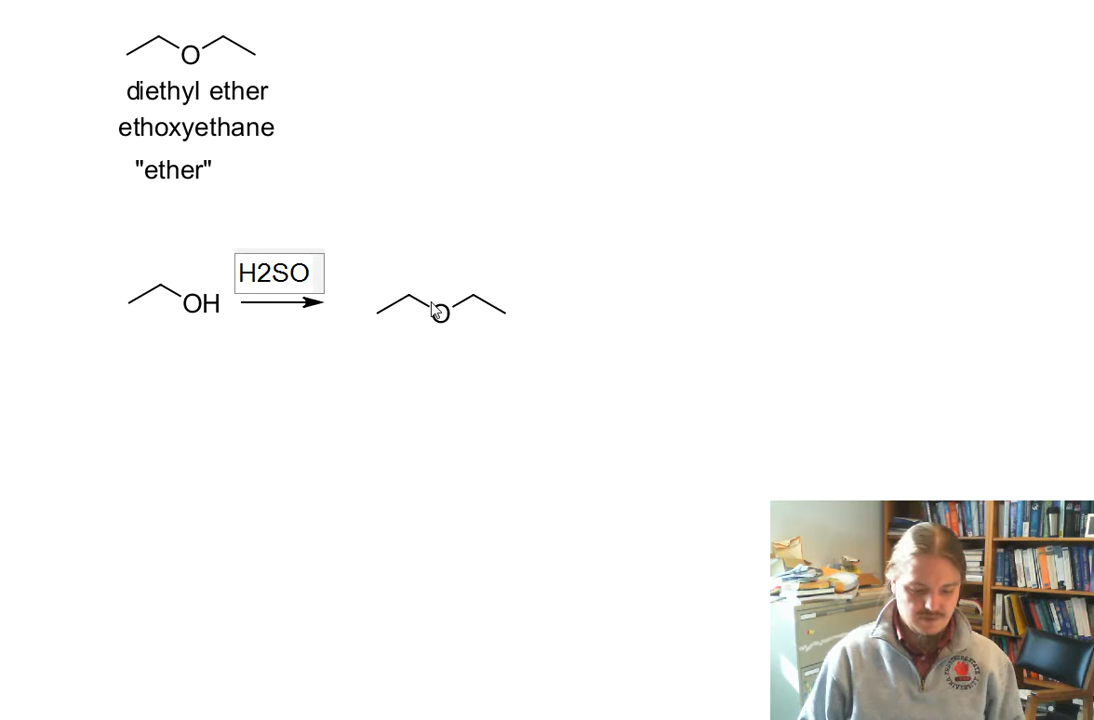 O
diethyl ether
ethoxyethane
"ether"
H2SO
OH
O